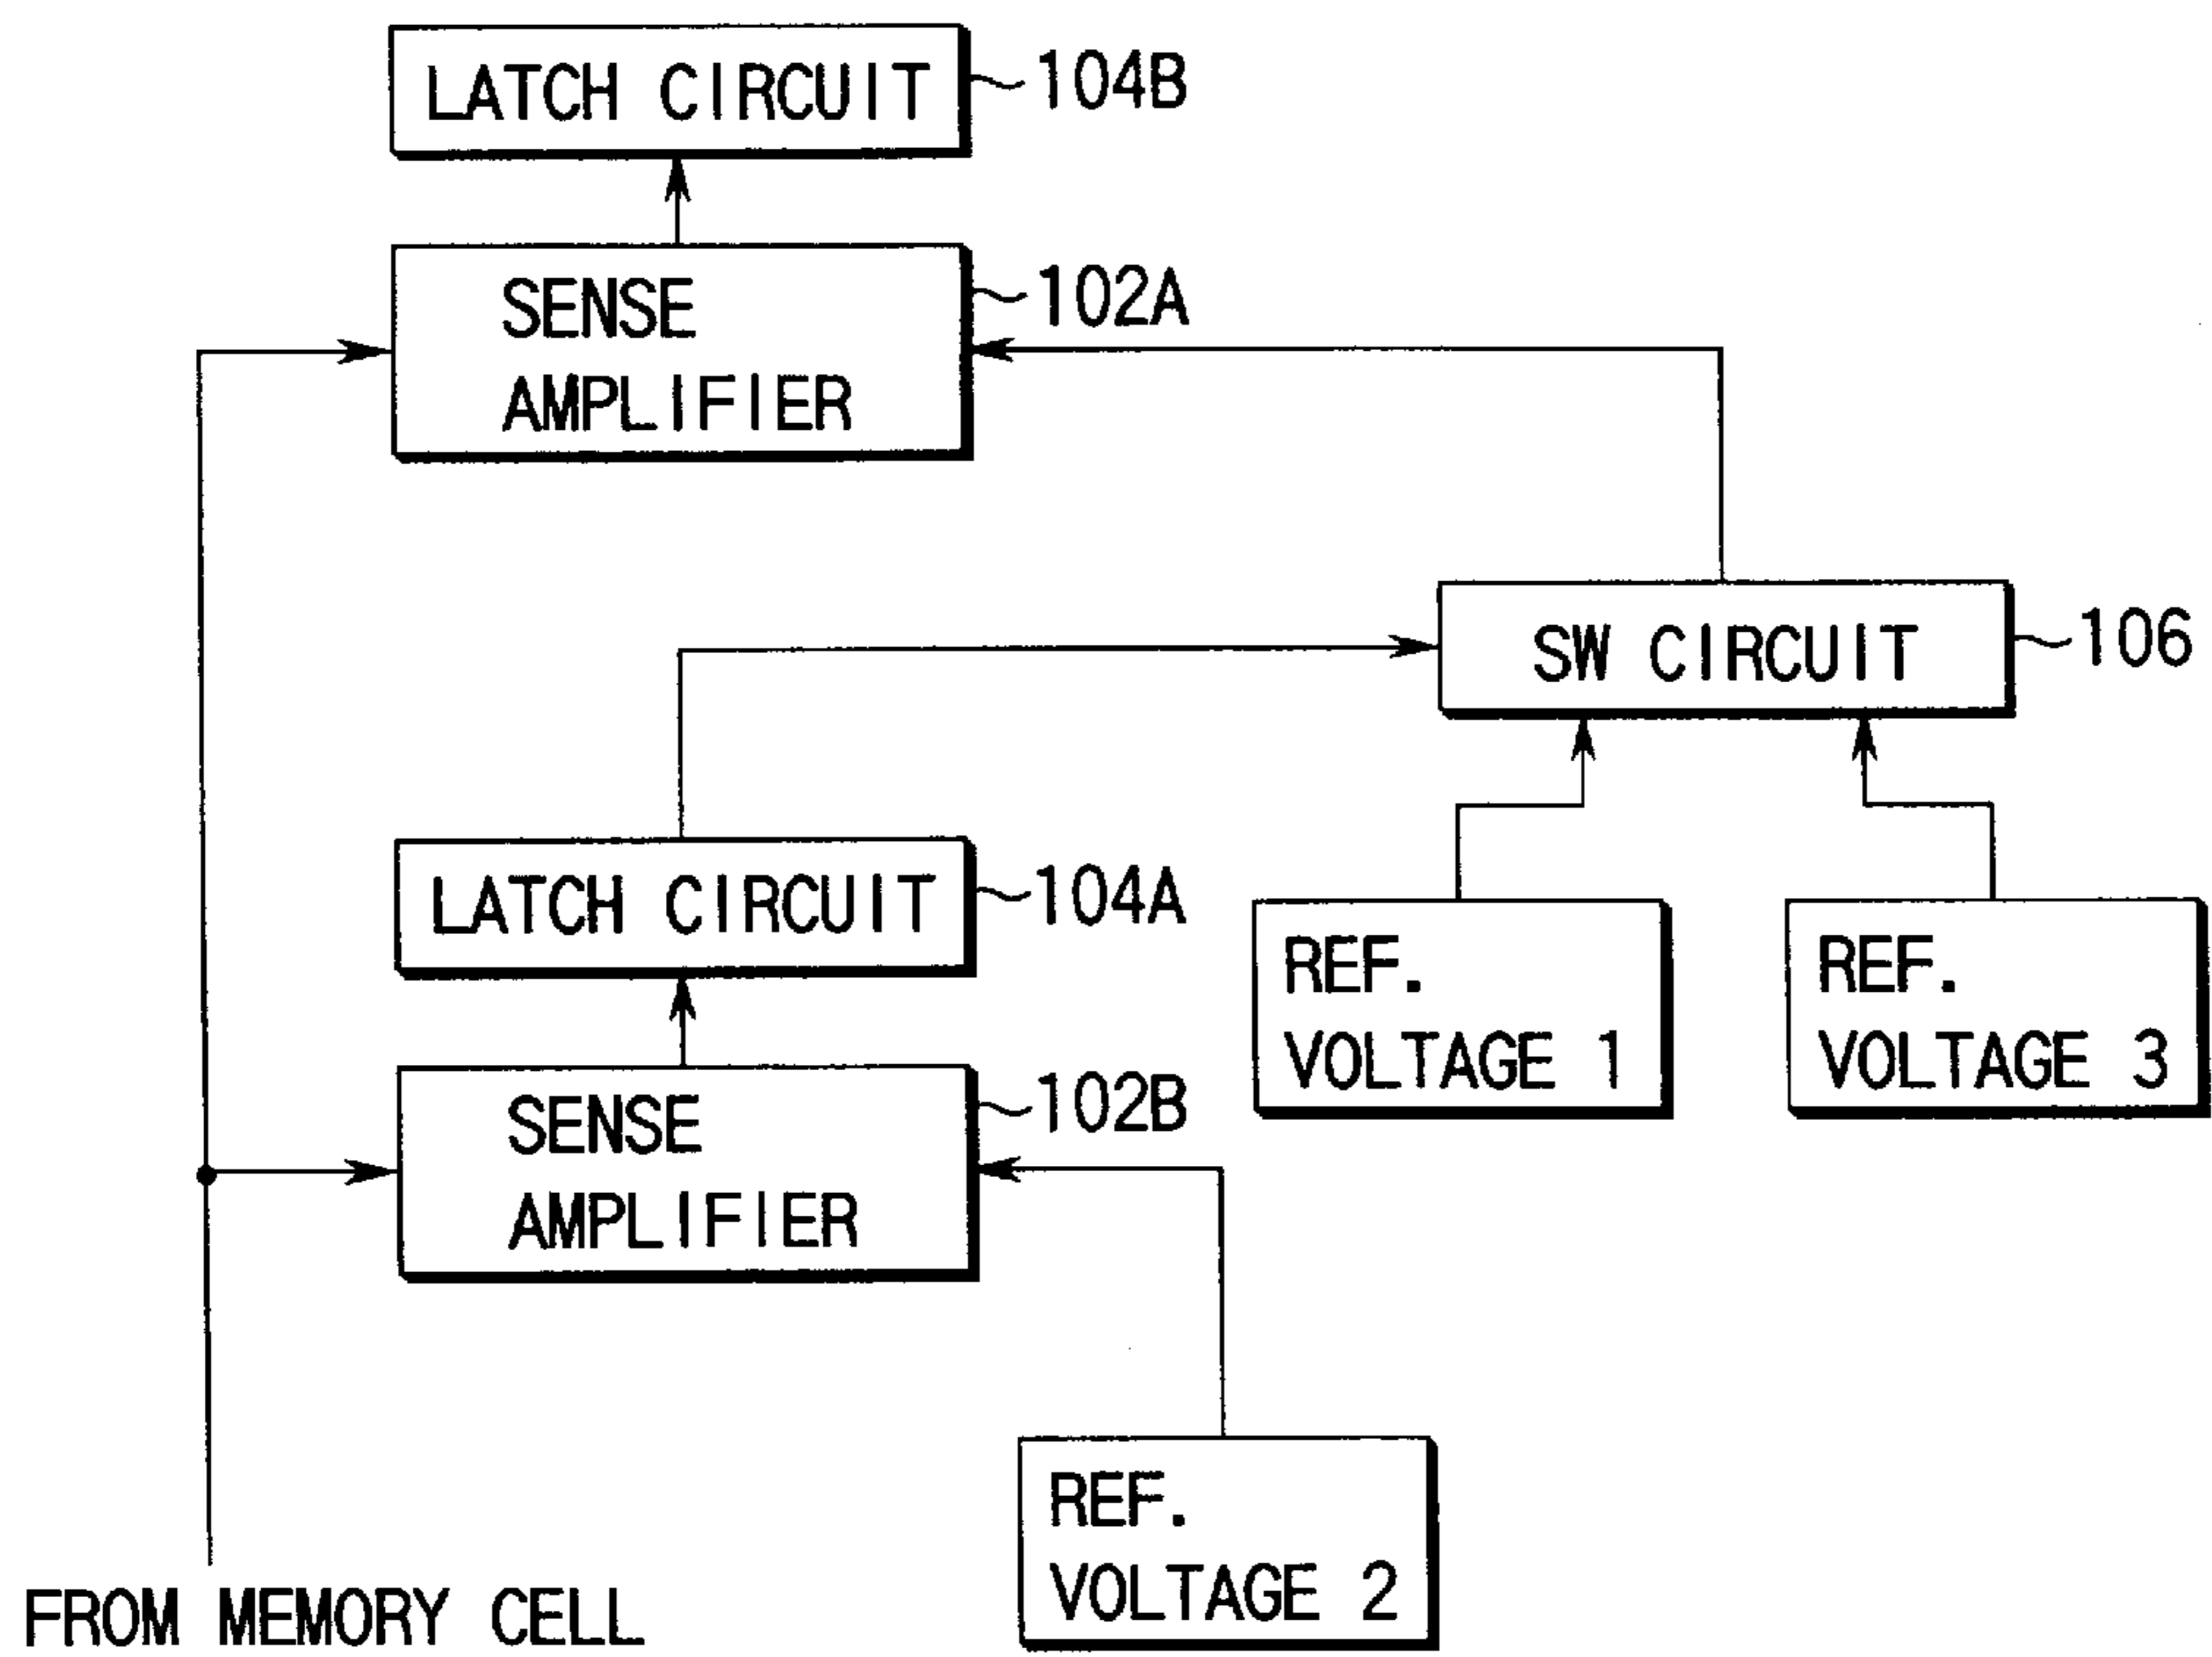 LATCH CIRCUIT
104B
SENSE
AMPLIFIER
102A
SW CIRCUIT
106
LATCH CIRCUIT
104A
REF.
VOLTAGE 1
REF.
VOLTAGE 3
SENSE
AMPLIFIER
102B
REF.
VOLTAGE 2
FROM MEMORY CELL